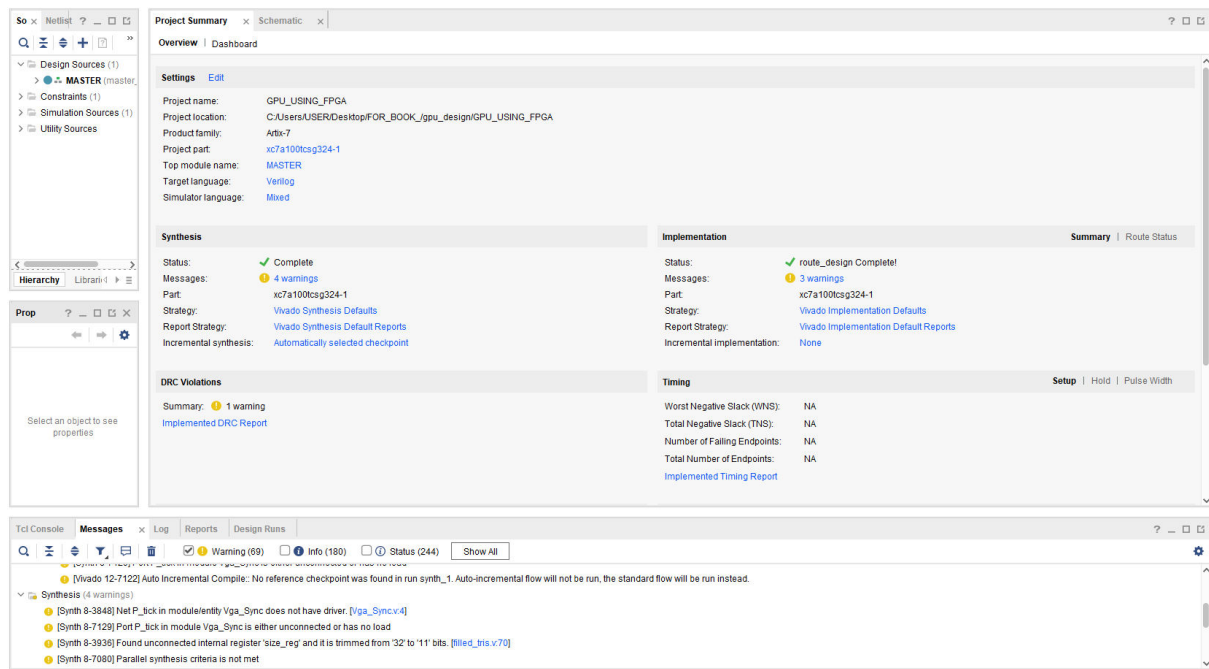 So × Netlist ? _ □
»
Design Sources (1)
MASTER (master_
Constraints (1)
Simulation Sources (1)
Utility Sources
Hierarchy Librari
Prop ? _ □ ×
Select an object to see
properties
Project Summary × Schematic ×
?
Overview | Dashboard
Settings Edit
Project name: GPU_USING_FPGA
Project location: C:/Users/USER/Desktop/FOR_BOOK_/gpu_design/GPU_USING_FPGA
Product family: Artix-7
Project part: xc7a100tcsg324-1
Top module name: MASTER
Target language: Verilog
Simulator language: Mixed
Synthesis
Status: Complete
Messages: 4 warnings
Part: xc7a100tcsg324-1
Strategy: Vivado Synthesis Defaults
Report Strategy: Vivado Synthesis Default Reports
Incremental synthesis: Automatically selected checkpoint
Implementation Summary | Route Status
Status: route_design Complete!
Messages: 3 warnings
Part: xc7a100tcsg324-1
Strategy: Vivado Implementation Defaults
Report Strategy: Vivado Implementation Default Reports
Incremental implementation: None
DRC Violations
Summary: 1 warning
Implemented DRC Report
Timing Setup | Hold | Pulse Width
Worst Negative Slack (WNS): NA
Total Negative Slack (TNS): NA
Number of Failing Endpoints: NA
Total Number of Endpoints: NA
Implemented Timing Report
Tcl Console Messages × Log Reports Design Runs ?
Warning (69) Info (180) Status (244) Show All
[Vivado 12-7122] Auto Incremental Compile:: No reference checkpoint was found in run synth_1. Auto-incremental flow will not be run, the standard flow will be run instead.
Synthesis (4 warnings)
[Synth 8-3848] Net P_tick in module/entity Vga_Sync does not have driver. [Vga_Sync.v:4]
[Synth 8-7129] Port P_tick in module Vga_Sync is either unconnected or has no load
[Synth 8-3936] Found unconnected internal register 'size_reg' and it is trimmed from '32' to '11' bits. [filled_tris.v:70]
[Synth 8-7080] Parallel synthesis criteria is not met